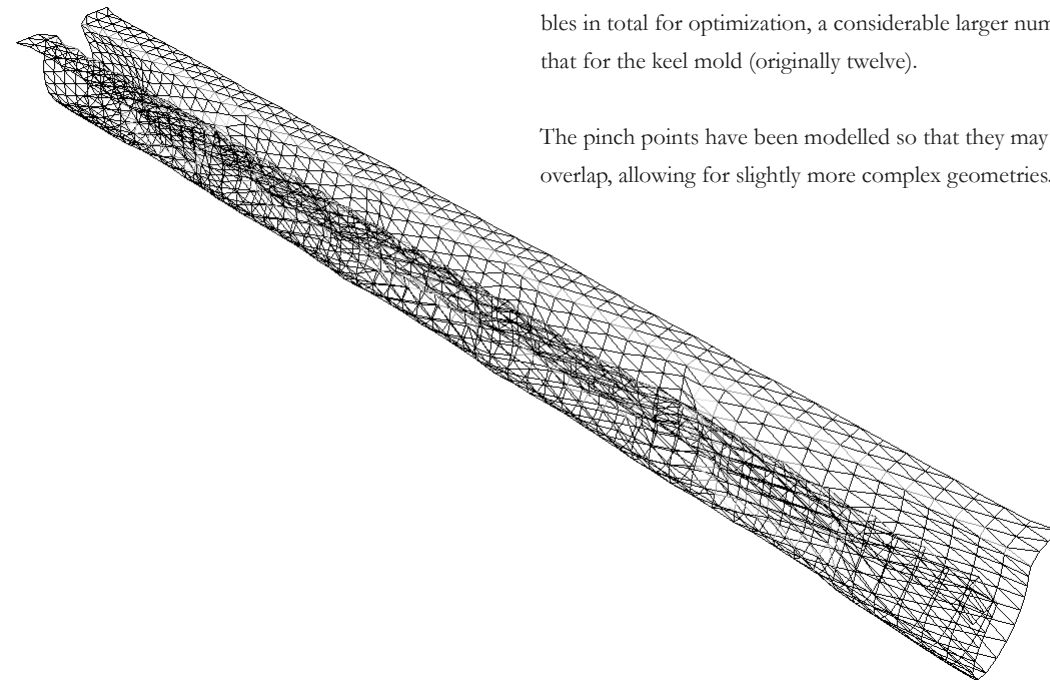 bles in total for optimization, a considerable larger num
that for the keel mold (originally twelve).
The pinch points have been modelled so that they may
overlap, allowing for slightly more complex geometries.